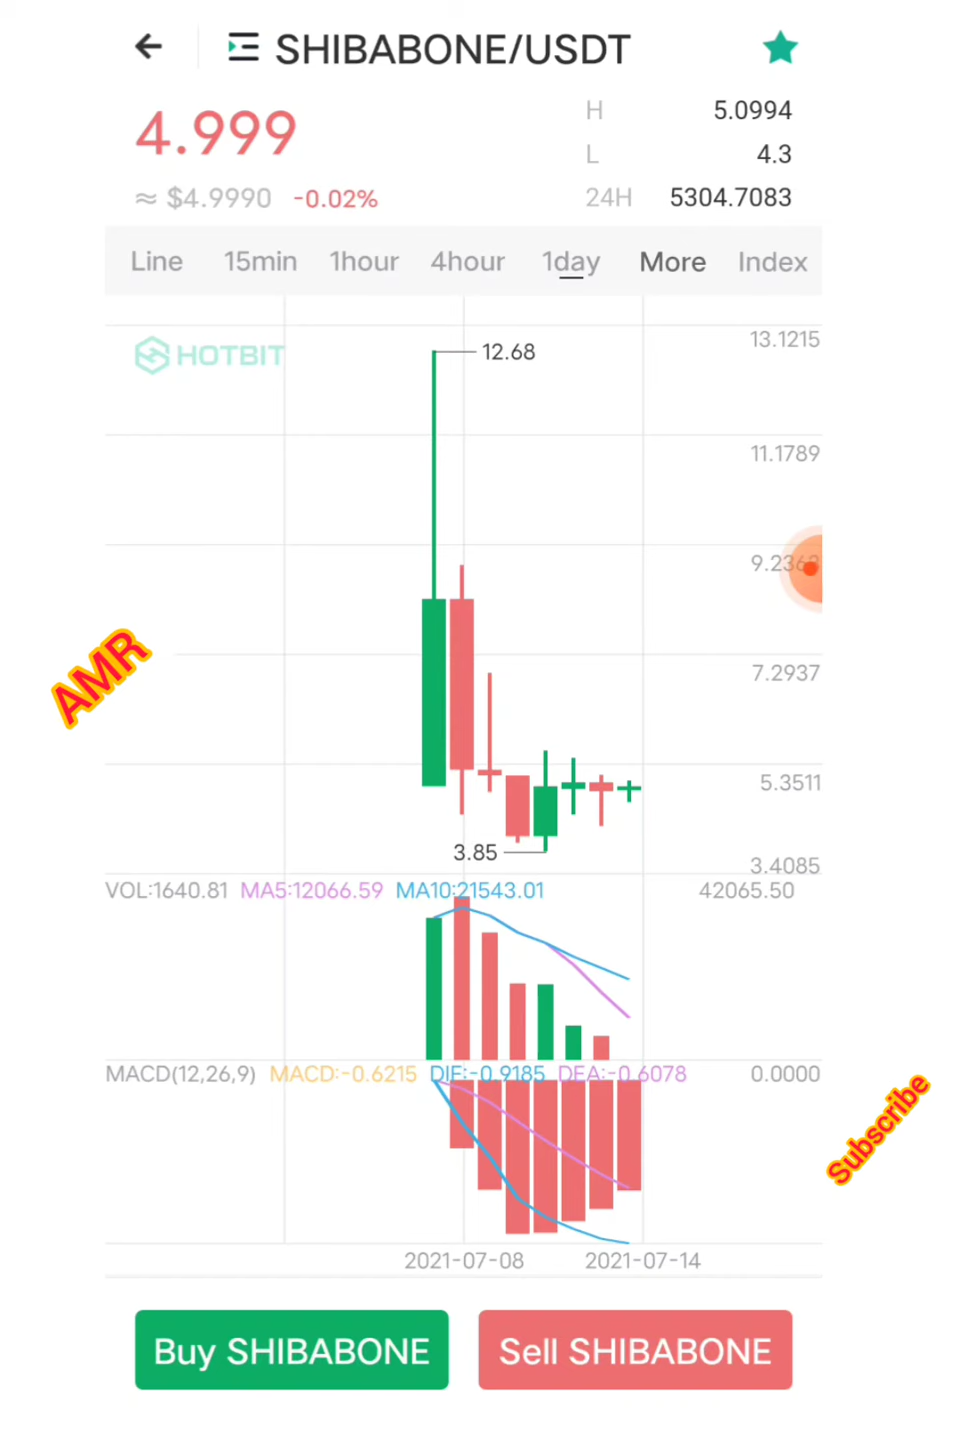 SHIBABONE/USDT
4.999
H 5.0994
L 4.3
≈ $4.9990 -0.02%
24H 5304.7083
Line 15min 1hour 4hour 1day More Index
HOTBIT
12.68
13.1215
11.1789
9.2363
AMR
7.2937
5.3511
3.85
3.4085
VOL:1640.81 MA5:12066.59 MA10:21543.01 42065.50
MACD(12,26,9) MACD:-0.6215 DIF:-0.9185 DEA:-0.6078 0.0000
Subscribe
2021-07-08 2021-07-14
Buy SHIBABONE Sell SHIBABONE